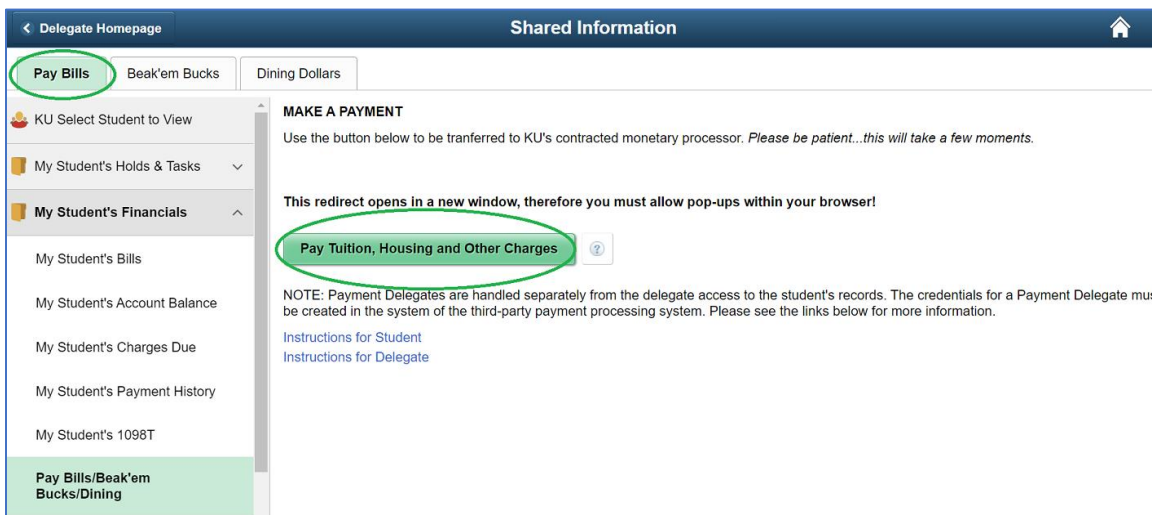 Delegate Homepage
Shared Information
Pay Bills
Beak'em Bucks
Dining Dollars
KU Select Student to View
My Student's Holds & Tasks
My Student's Financials
My Student's Bills
My Student's Account Balance
My Student's Charges Due
My Student's Payment History
My Student's 1098T
Pay Bills/Beak'em
Bucks/Dining
MAKE A PAYMENT
Use the button below to be tranferred to KU's contracted monetary processor. Please be patient...this will take a few moments.
This redirect opens in a new window, therefore you must allow pop-ups within your browser!
Pay Tuition, Housing and Other Charges
?
NOTE: Payment Delegates are handled separately from the delegate access to the student's records. The credentials for a Payment Delegate mu
be created in the system of the third-party payment processing system. Please see the links below for more information.
Instructions for Student
Instructions for Delegate